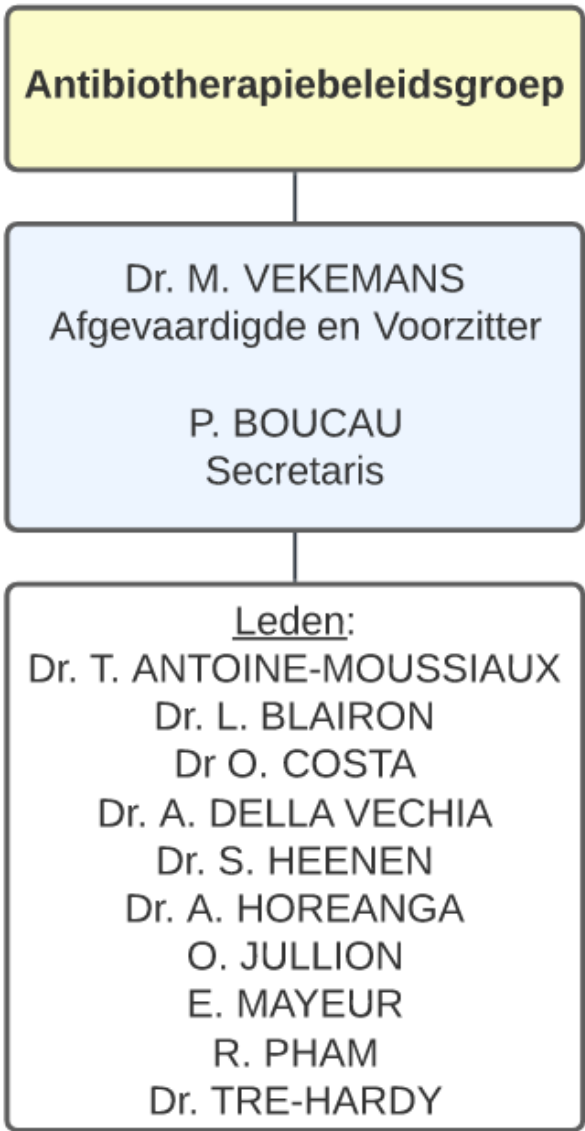 Antibiotherapiebeleidsgroep
Dr. M. VEKEMANS
Afgevaardigde en Voorzitter
P. BOUCAU
Secretaris
Leden:
Dr. T. ANTOINE-MOUSSIAUX
Dr. L. BLAIRON
Dr O. COSTA
Dr. A. DELLA VECHIA
Dr. S. HEENEN
Dr. A. HOREANGA
O. JULLION
E. MAYEUR
R. PHAM
Dr. TRE-HARDY